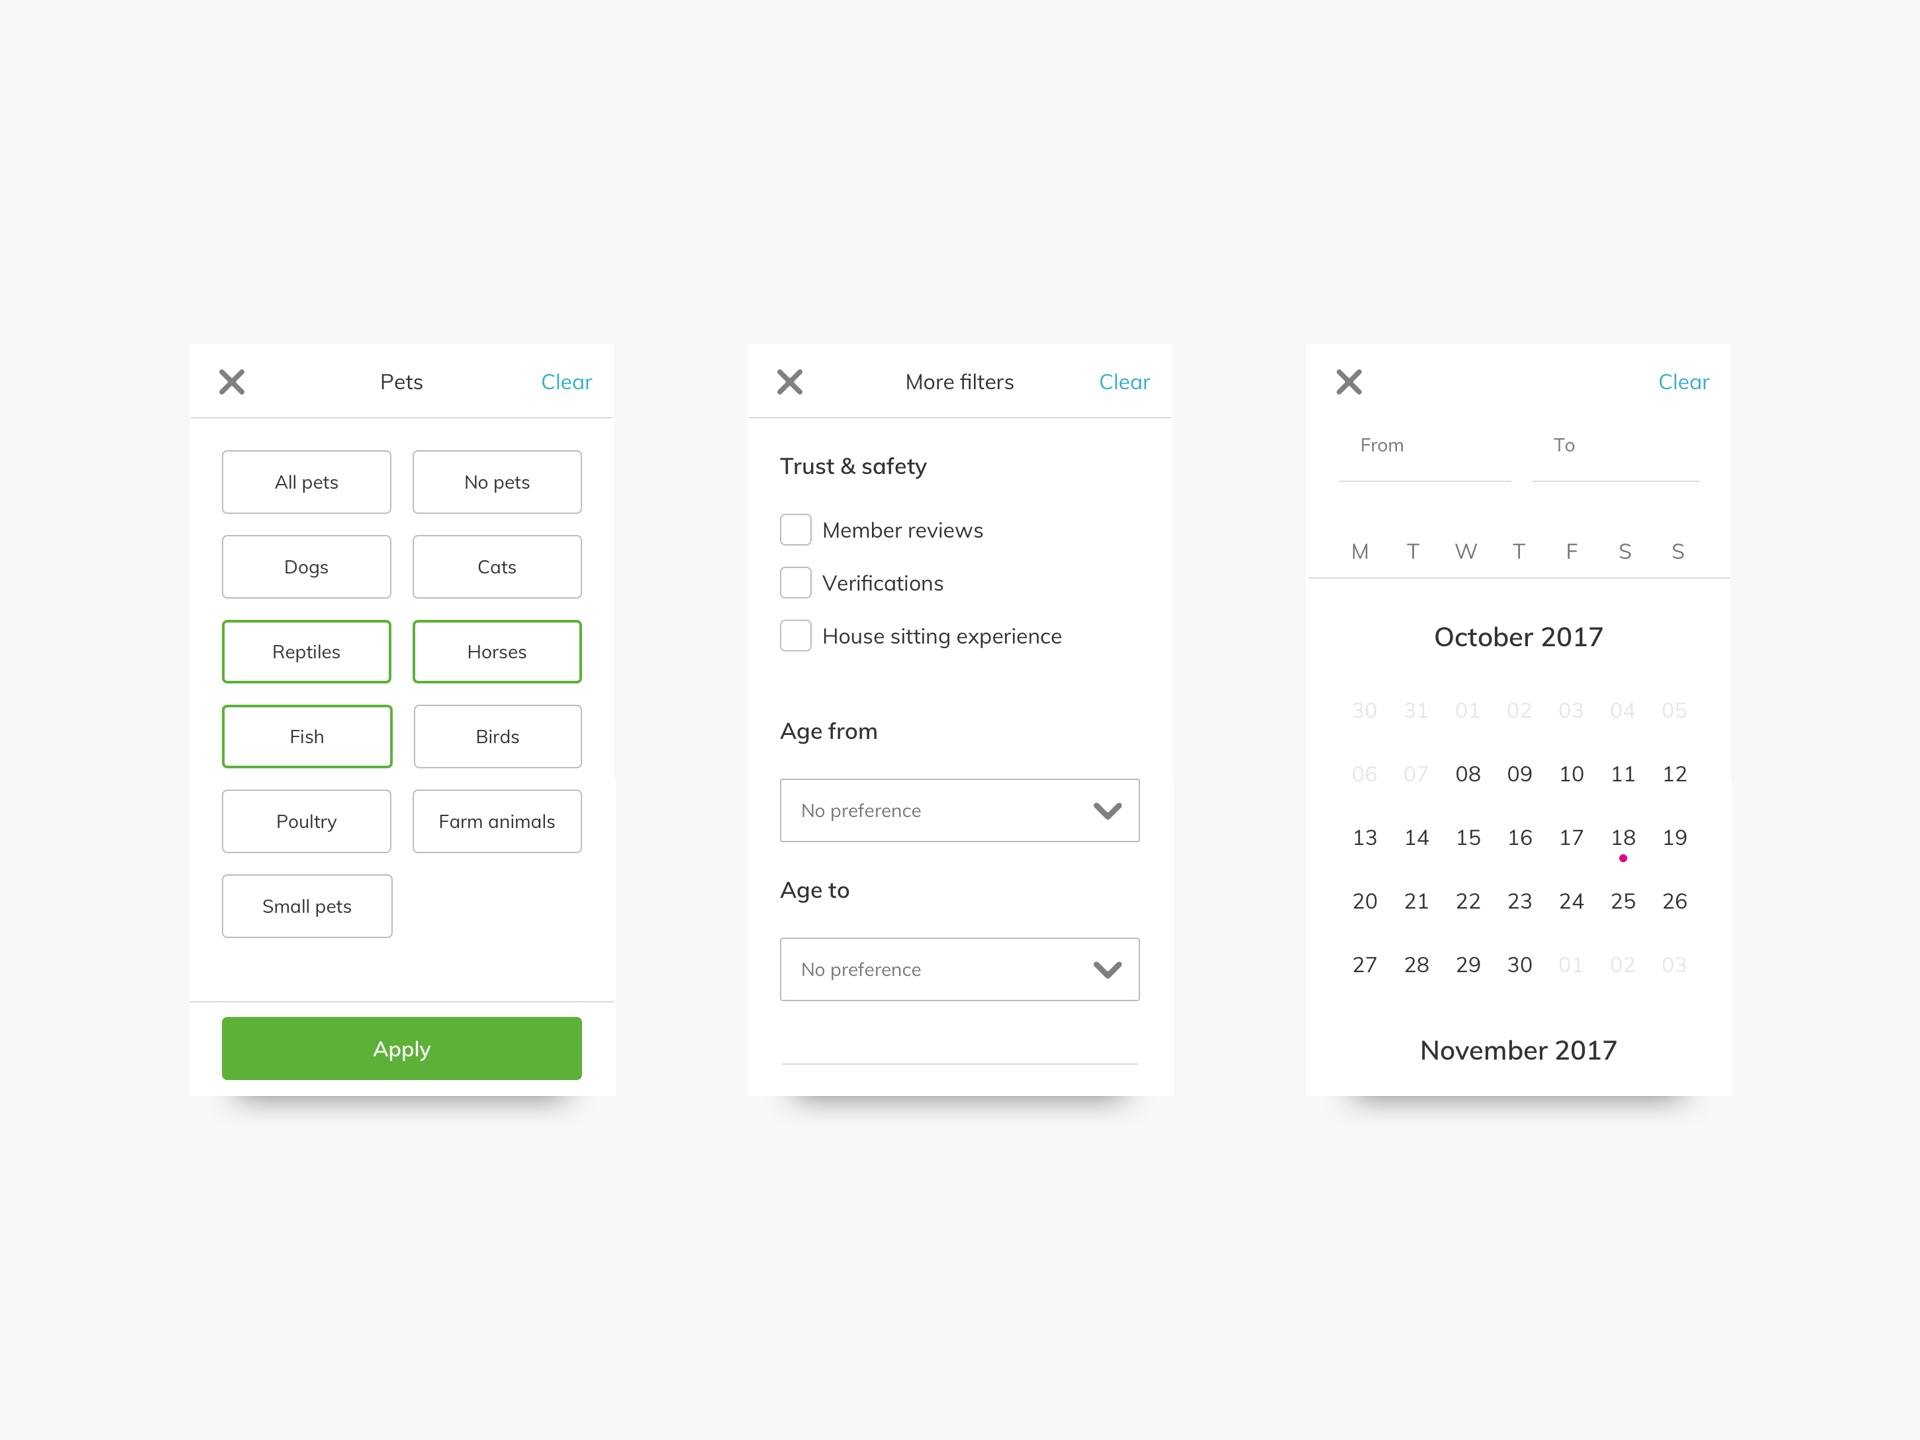 Pets
Clear
All pets
No pets
Dogs
Cats
Reptiles
Horses
Fish
Birds
Poultry
Farm animals
Small pets
Apply
More filters
Clear
Trust & safety
Member reviews
Verifications
House sitting experience
Age from
No preference
Age to
No preference
Clear
From
To
M T W T F S S
October 2017
30 31 01 02 03 04 05
06 07 08 09 10 11 12
13 14 15 16 17 18 19
20 21 22 23 24 25 26
27 28 29 30 01 02 03
November 2017